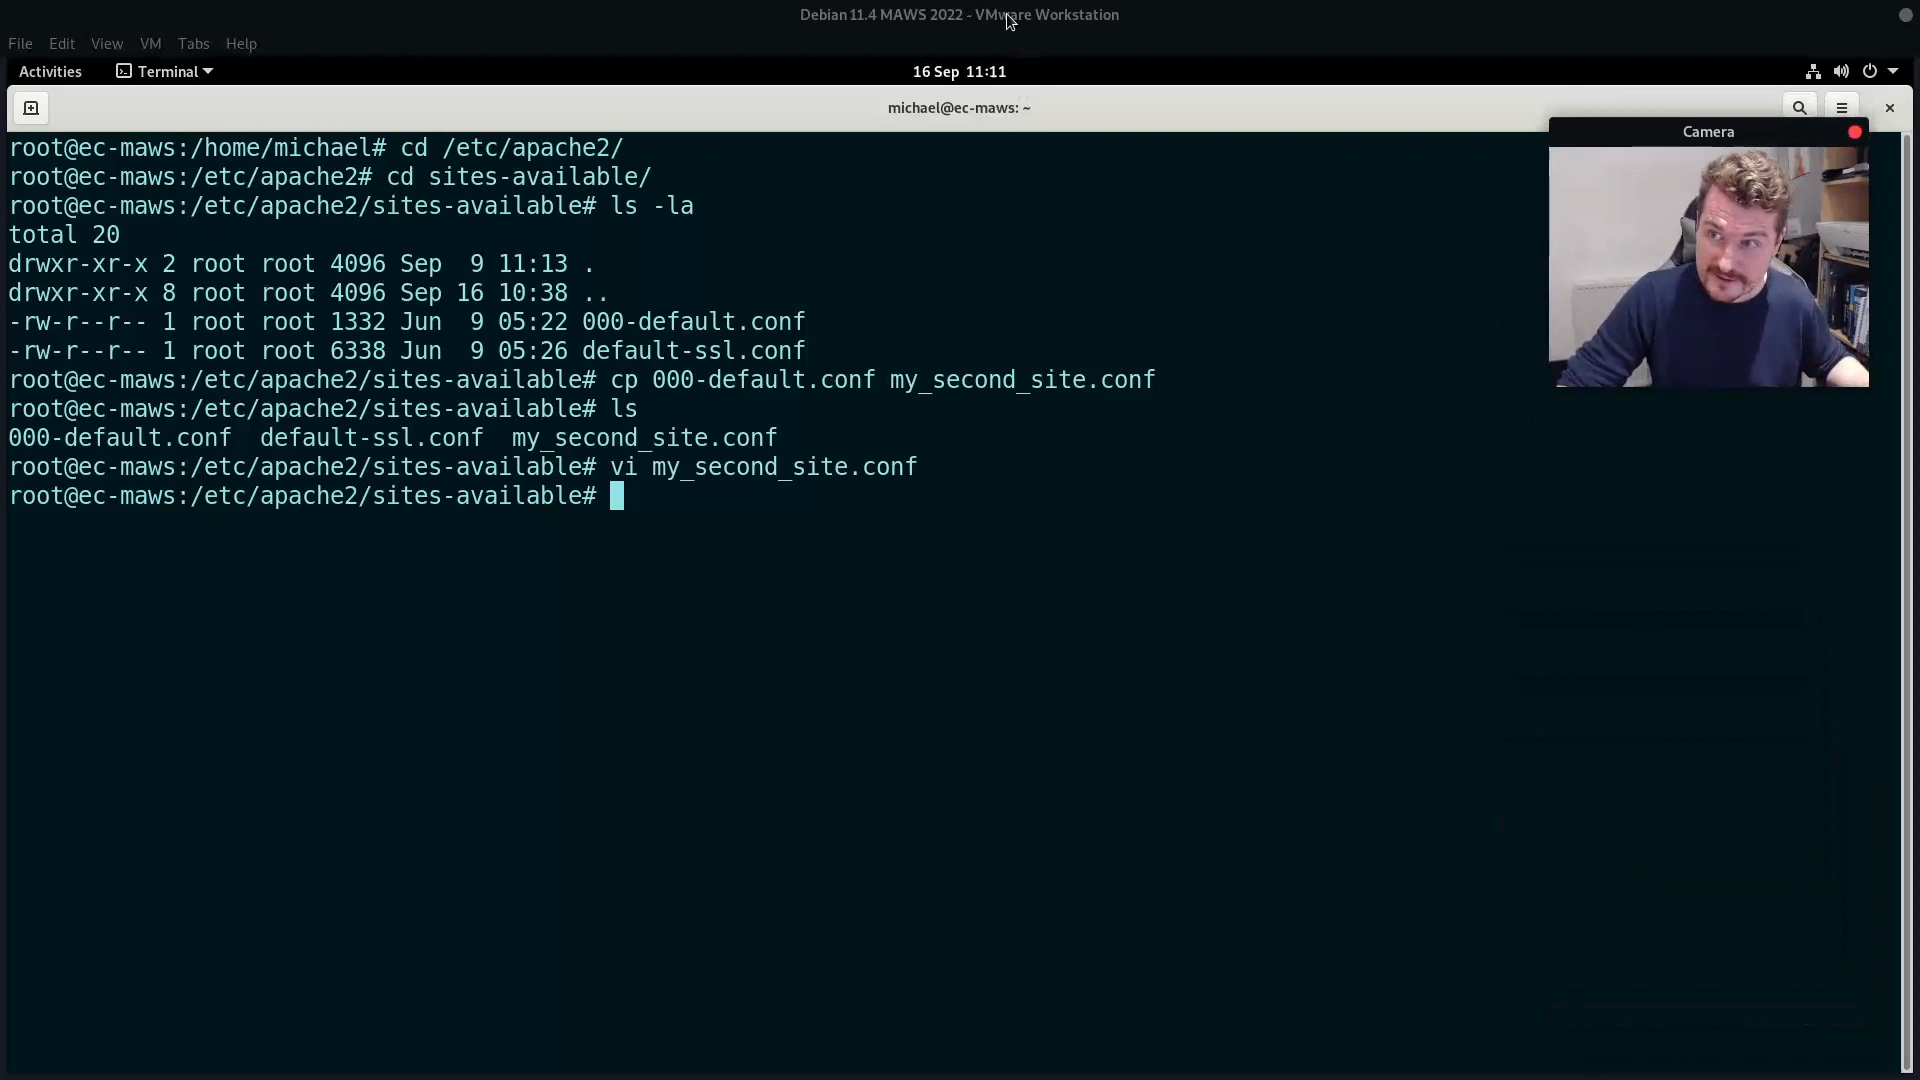 Debian 11.4 MAWS 2022 - VMware Workstation
File Edit View VM Tabs Help
Activities Terminal 16 Sep 11:11
michael@ec-maws: ~
Camera
root@ec-maws:/home/michael# cd /etc/apache2/
root@ec-maws:/etc/apache2# cd sites-available/
root@ec-maws:/etc/apache2/sites-available# ls -la
total 20
drwxr-xr-x 2 root root 4096 Sep  9 11:13 .
drwxr-xr-x 8 root root 4096 Sep 16 10:38 ..
-rw-r--r-- 1 root root 1332 Jun  9 05:22 000-default.conf
-rw-r--r-- 1 root root 6338 Jun  9 05:26 default-ssl.conf
root@ec-maws:/etc/apache2/sites-available# cp 000-default.conf my_second_site.conf
root@ec-maws:/etc/apache2/sites-available# ls
000-default.conf  default-ssl.conf  my_second_site.conf
root@ec-maws:/etc/apache2/sites-available# vi my_second_site.conf
root@ec-maws:/etc/apache2/sites-available#